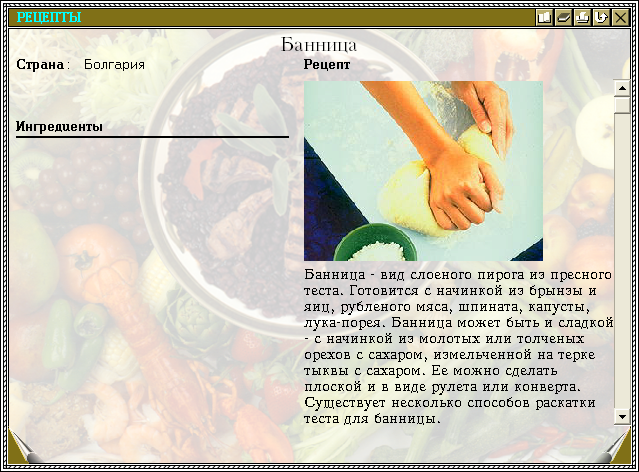 РЕЦЕПТЫ
Банница
Страна: Болгария
Рецепт
Ингредиенты
Банница - вид слоеного пирога из пресного
теста. Готовится с начинкой из брынзы и
яиц, рубленого мяса, шпината, капусты,
лука-порея. Банница может быть и сладкой
- с начинкой из молотых или толченых
орехов с сахаром, измельченной на терке
тыквы с сахаром. Ее можно сделать
плоской и в виде рулета или конверта.
Существует несколько способов раскатки
теста для банницы.